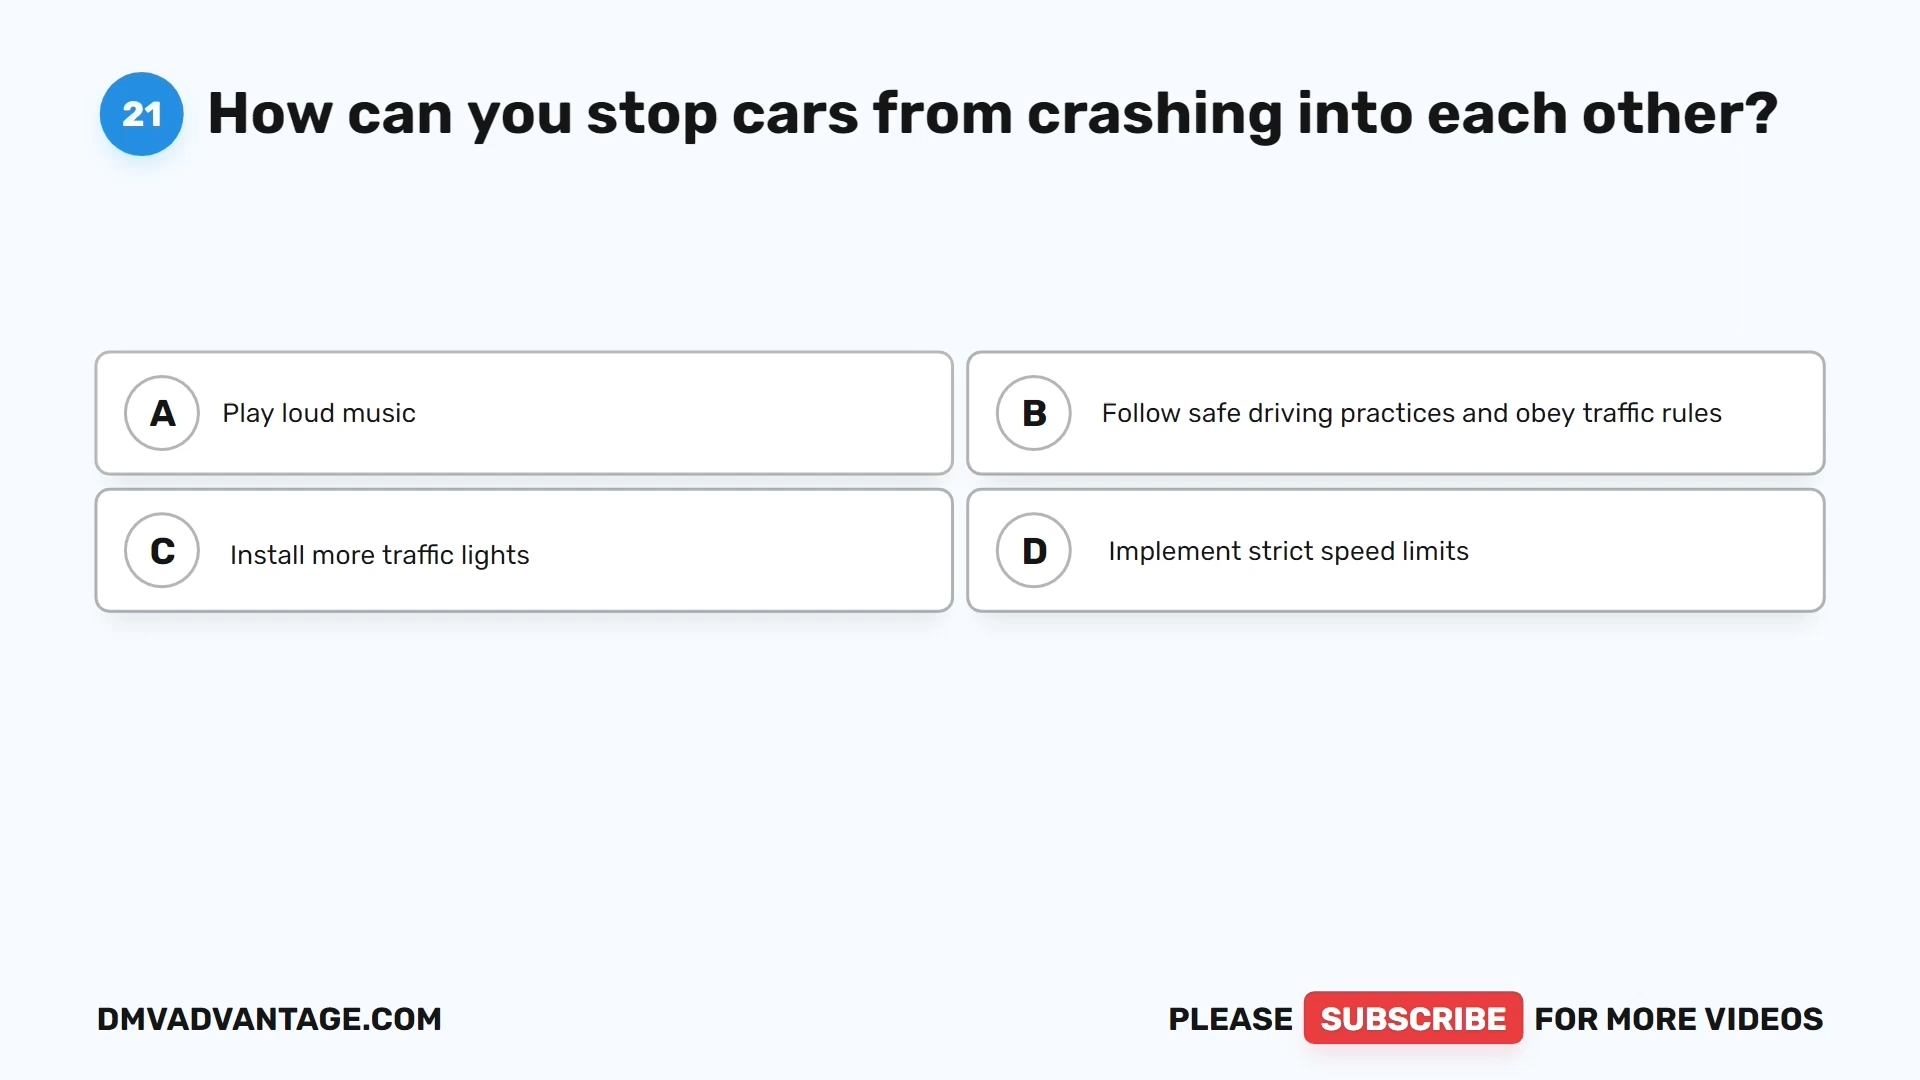 21 How can you stop cars from crashing into each other?
A Play loud music
B Follow safe driving practices and obey traffic rules
C Install more traffic lights
D Implement strict speed limits
DMVADVANTAGE.COM
PLEASE SUBSCRIBE FOR MORE VIDEOS